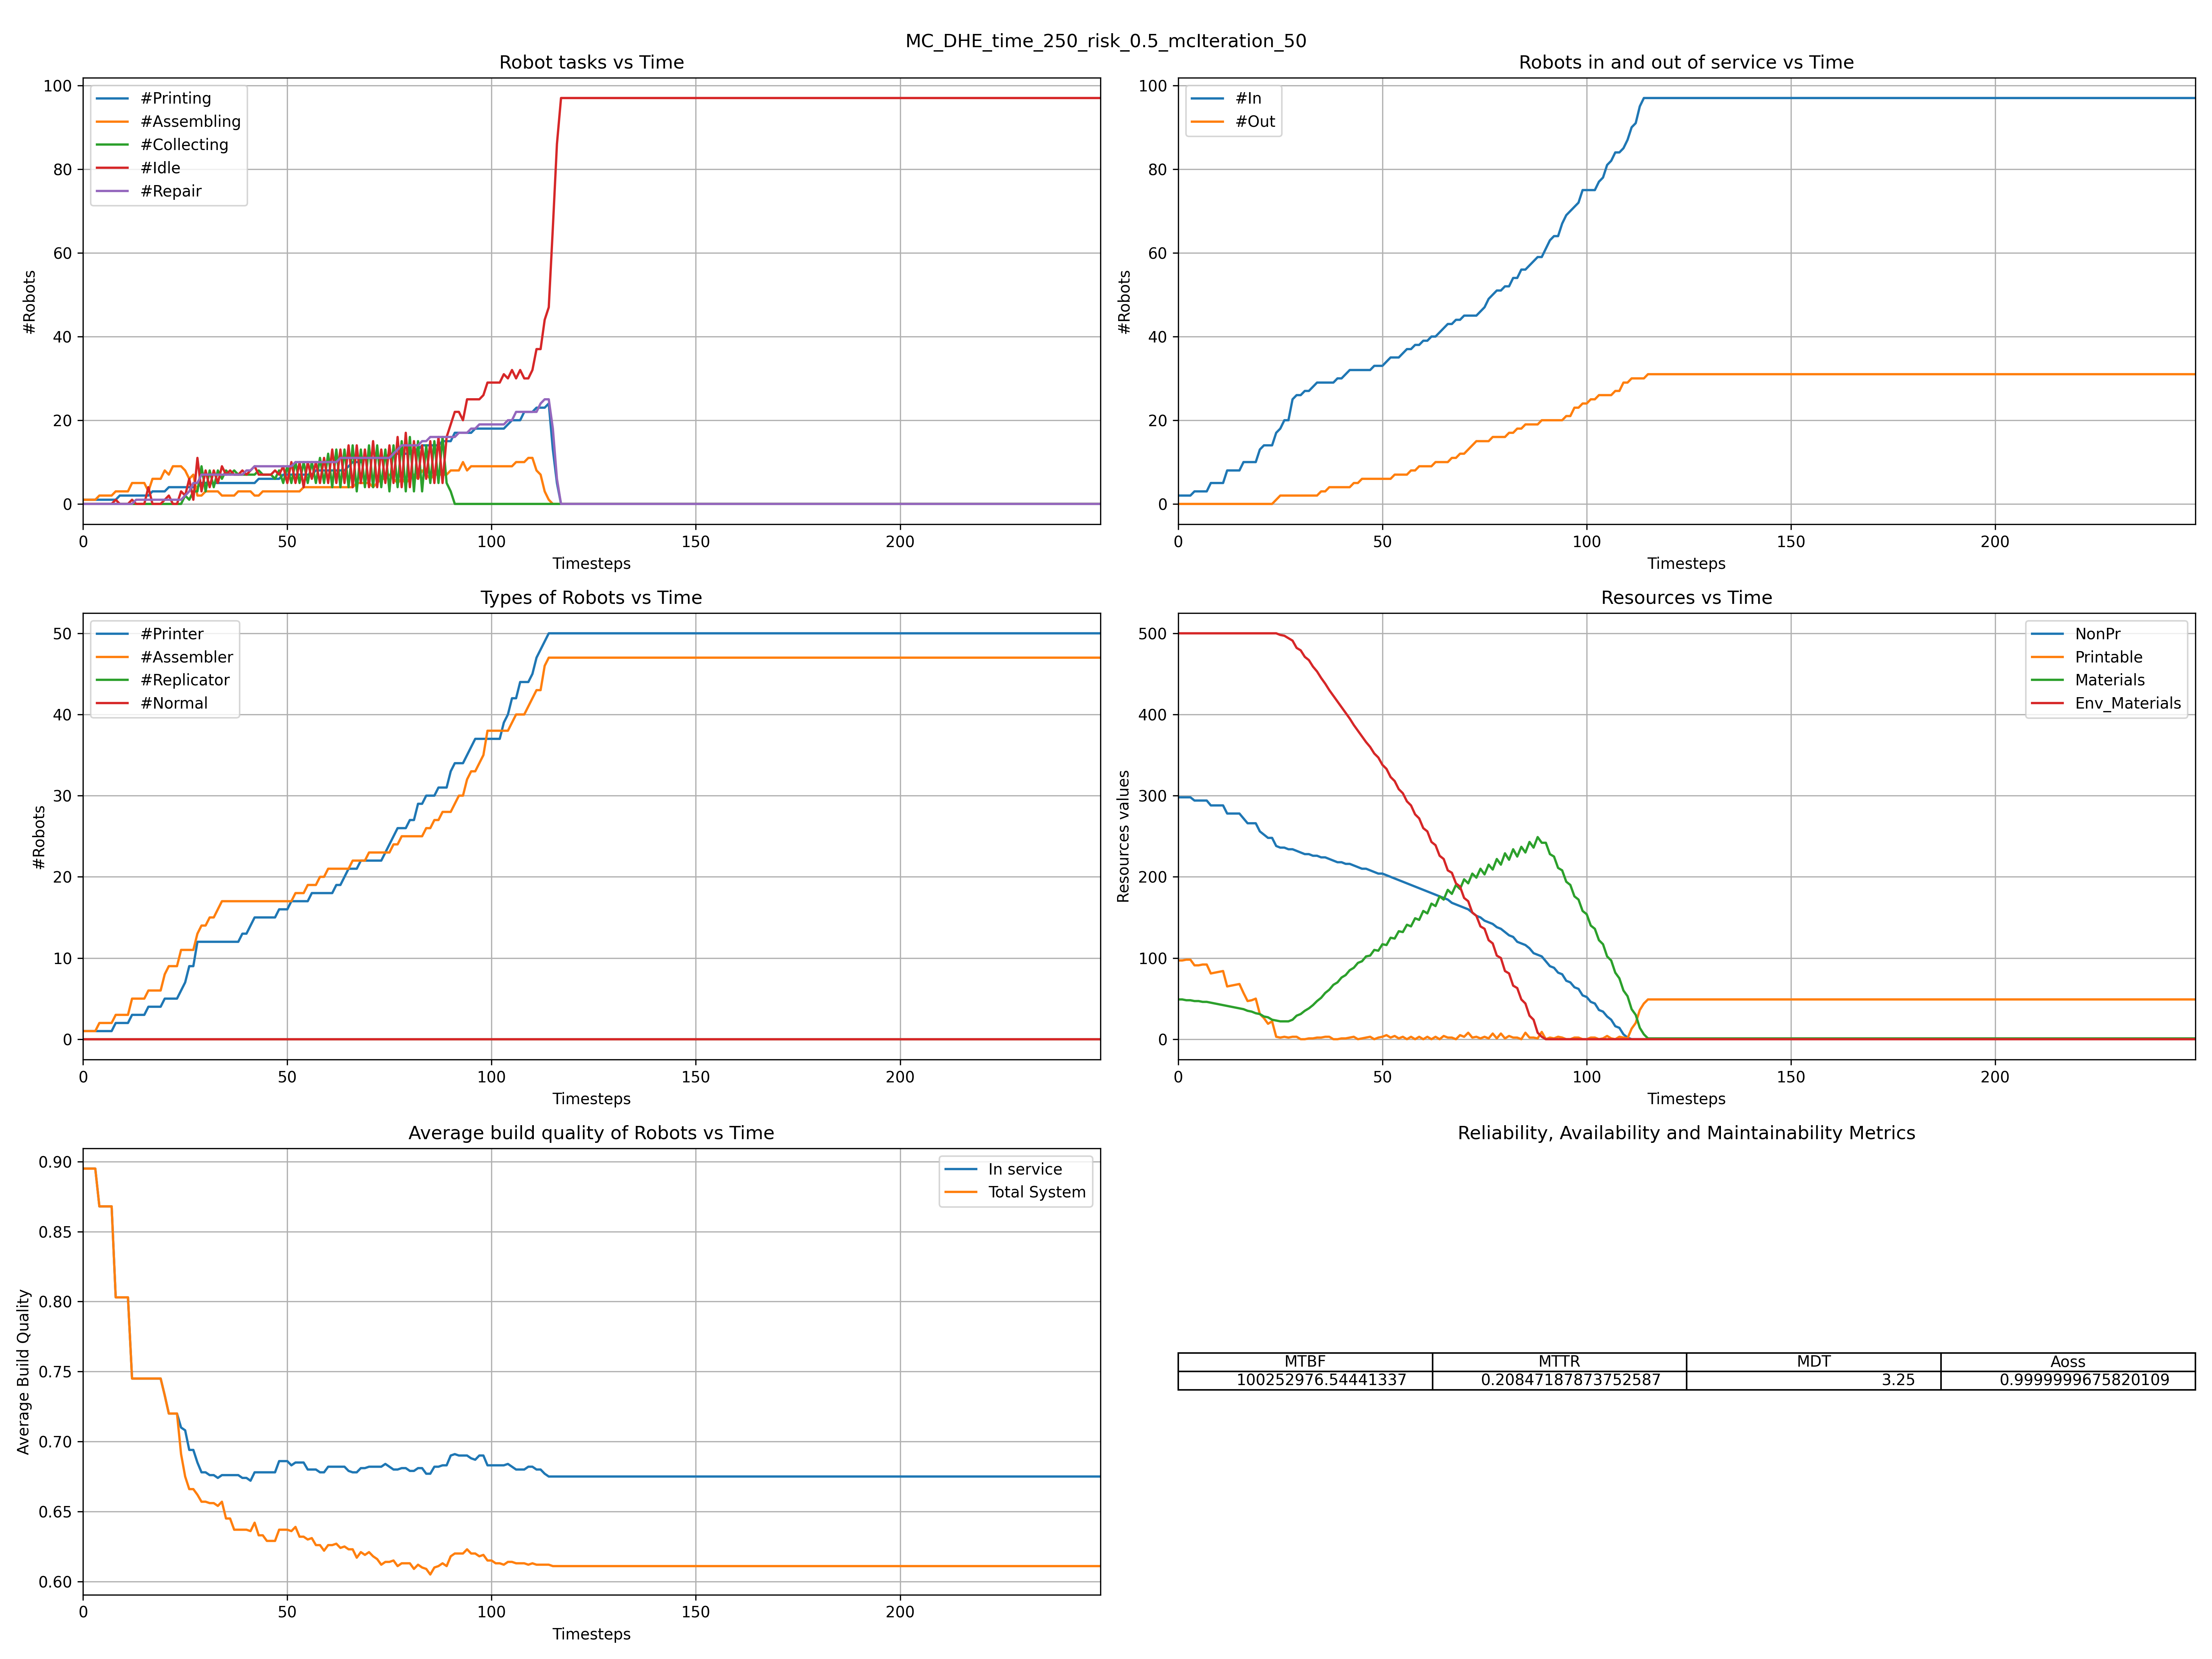 MC_DHE_time_250_risk_0.5_mcIteration_50
Robot tasks vs Time
#Robots
100
80
60
40
20
0
#Printing
#Assembling
#Collecting
#Idle
#Repair
0 50 100 150 200
Timesteps
Robots in and out of service vs Time
#Robots
100
80
60
40
20
0
#In
#Out
0 50 100 150 200
Timesteps
Types of Robots vs Time
#Robots
50
40
30
20
10
0
#Printer
#Assembler
#Replicator
#Normal
0 50 100 150 200
Timesteps
Resources vs Time
Resources values
500
400
300
200
100
0
NonPr
Printable
Materials
Env_Materials
0 50 100 150 200
Timesteps
Average build quality of Robots vs Time
Average Build Quality
0.90
0.85
0.80
0.75
0.70
0.65
0.60
In service
Total System
0 50 100 150 200
Timesteps
Reliability, Availability and Maintainability Metrics
MTBF MTTR MDT Aoss
100252976.54441337 0.20847187873752587 3.25 0.9999999675820109